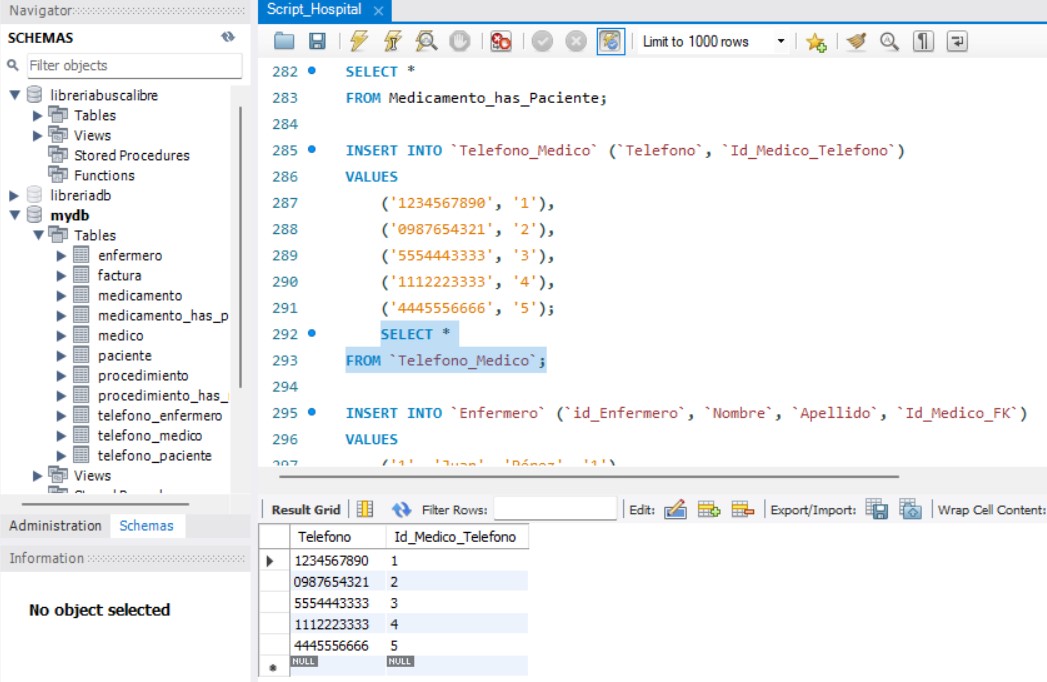 Navigator
SCHEMAS
Filter objects
libreriabuscalibre
Tables
Views
Stored Procedures
Functions
libreriadb
mydb
Tables
enfermero
factura
medicamento
medicamento_has_p
medico
paciente
procedimiento
procedimiento_has_
telefono_enfermero
telefono_medico
telefono_paciente
Views
Administration Schemas
Information
No object selected
Script_Hospital ×
Limit to 1000 rows
282 SELECT *
283 FROM Medicamento_has_Paciente;
284
285 INSERT INTO `Telefono_Medico` (`Telefono`, `Id_Medico_Telefono`)
286 VALUES
287 ('1234567890', '1'),
288 ('0987654321', '2'),
289 ('5554443333', '3'),
290 ('1112223333', '4'),
291 ('4445556666', '5');
292 SELECT *
293 FROM `Telefono_Medico`;
294
295 INSERT INTO `Enfermero` (`id_Enfermero`, `Nombre`, `Apellido`, `Id_Medico_FK`)
296 VALUES
297 ('1', 'Juan', 'Pérez', '1'),
Result Grid Filter Rows: Edit: Export/Import: Wrap Cell Content:
Telefono Id_Medico_Telefono
1234567890 1
0987654321 2
5554443333 3
1112223333 4
4445556666 5
NULL NULL